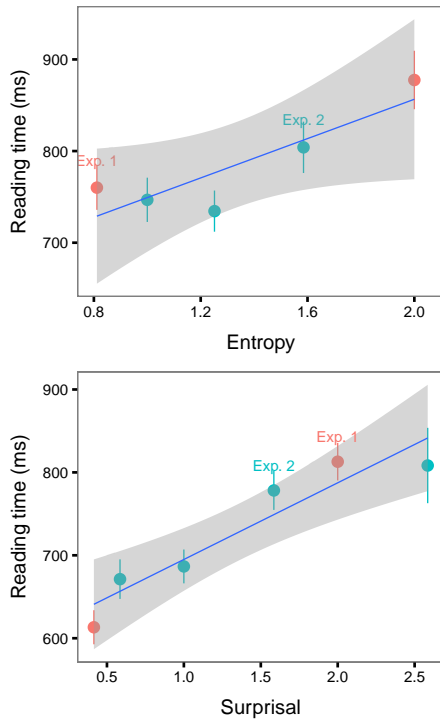 Reading time (ms)
900
800
700
Exp. 1
Exp. 2
0.8
1.2
1.6
2.0
Entropy
Reading time (ms)
900
800
700
600
Exp. 2
Exp. 1
0.5
1.0
1.5
2.0
2.5
Surprisal